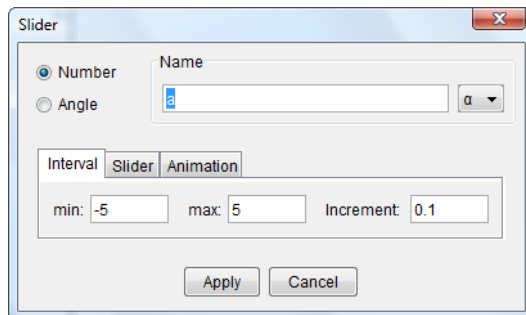 Slider
Number
Name
Angle
a
α
Interval Slider Animation
min: -5 max: 5 Increment: 0.1
Apply Cancel